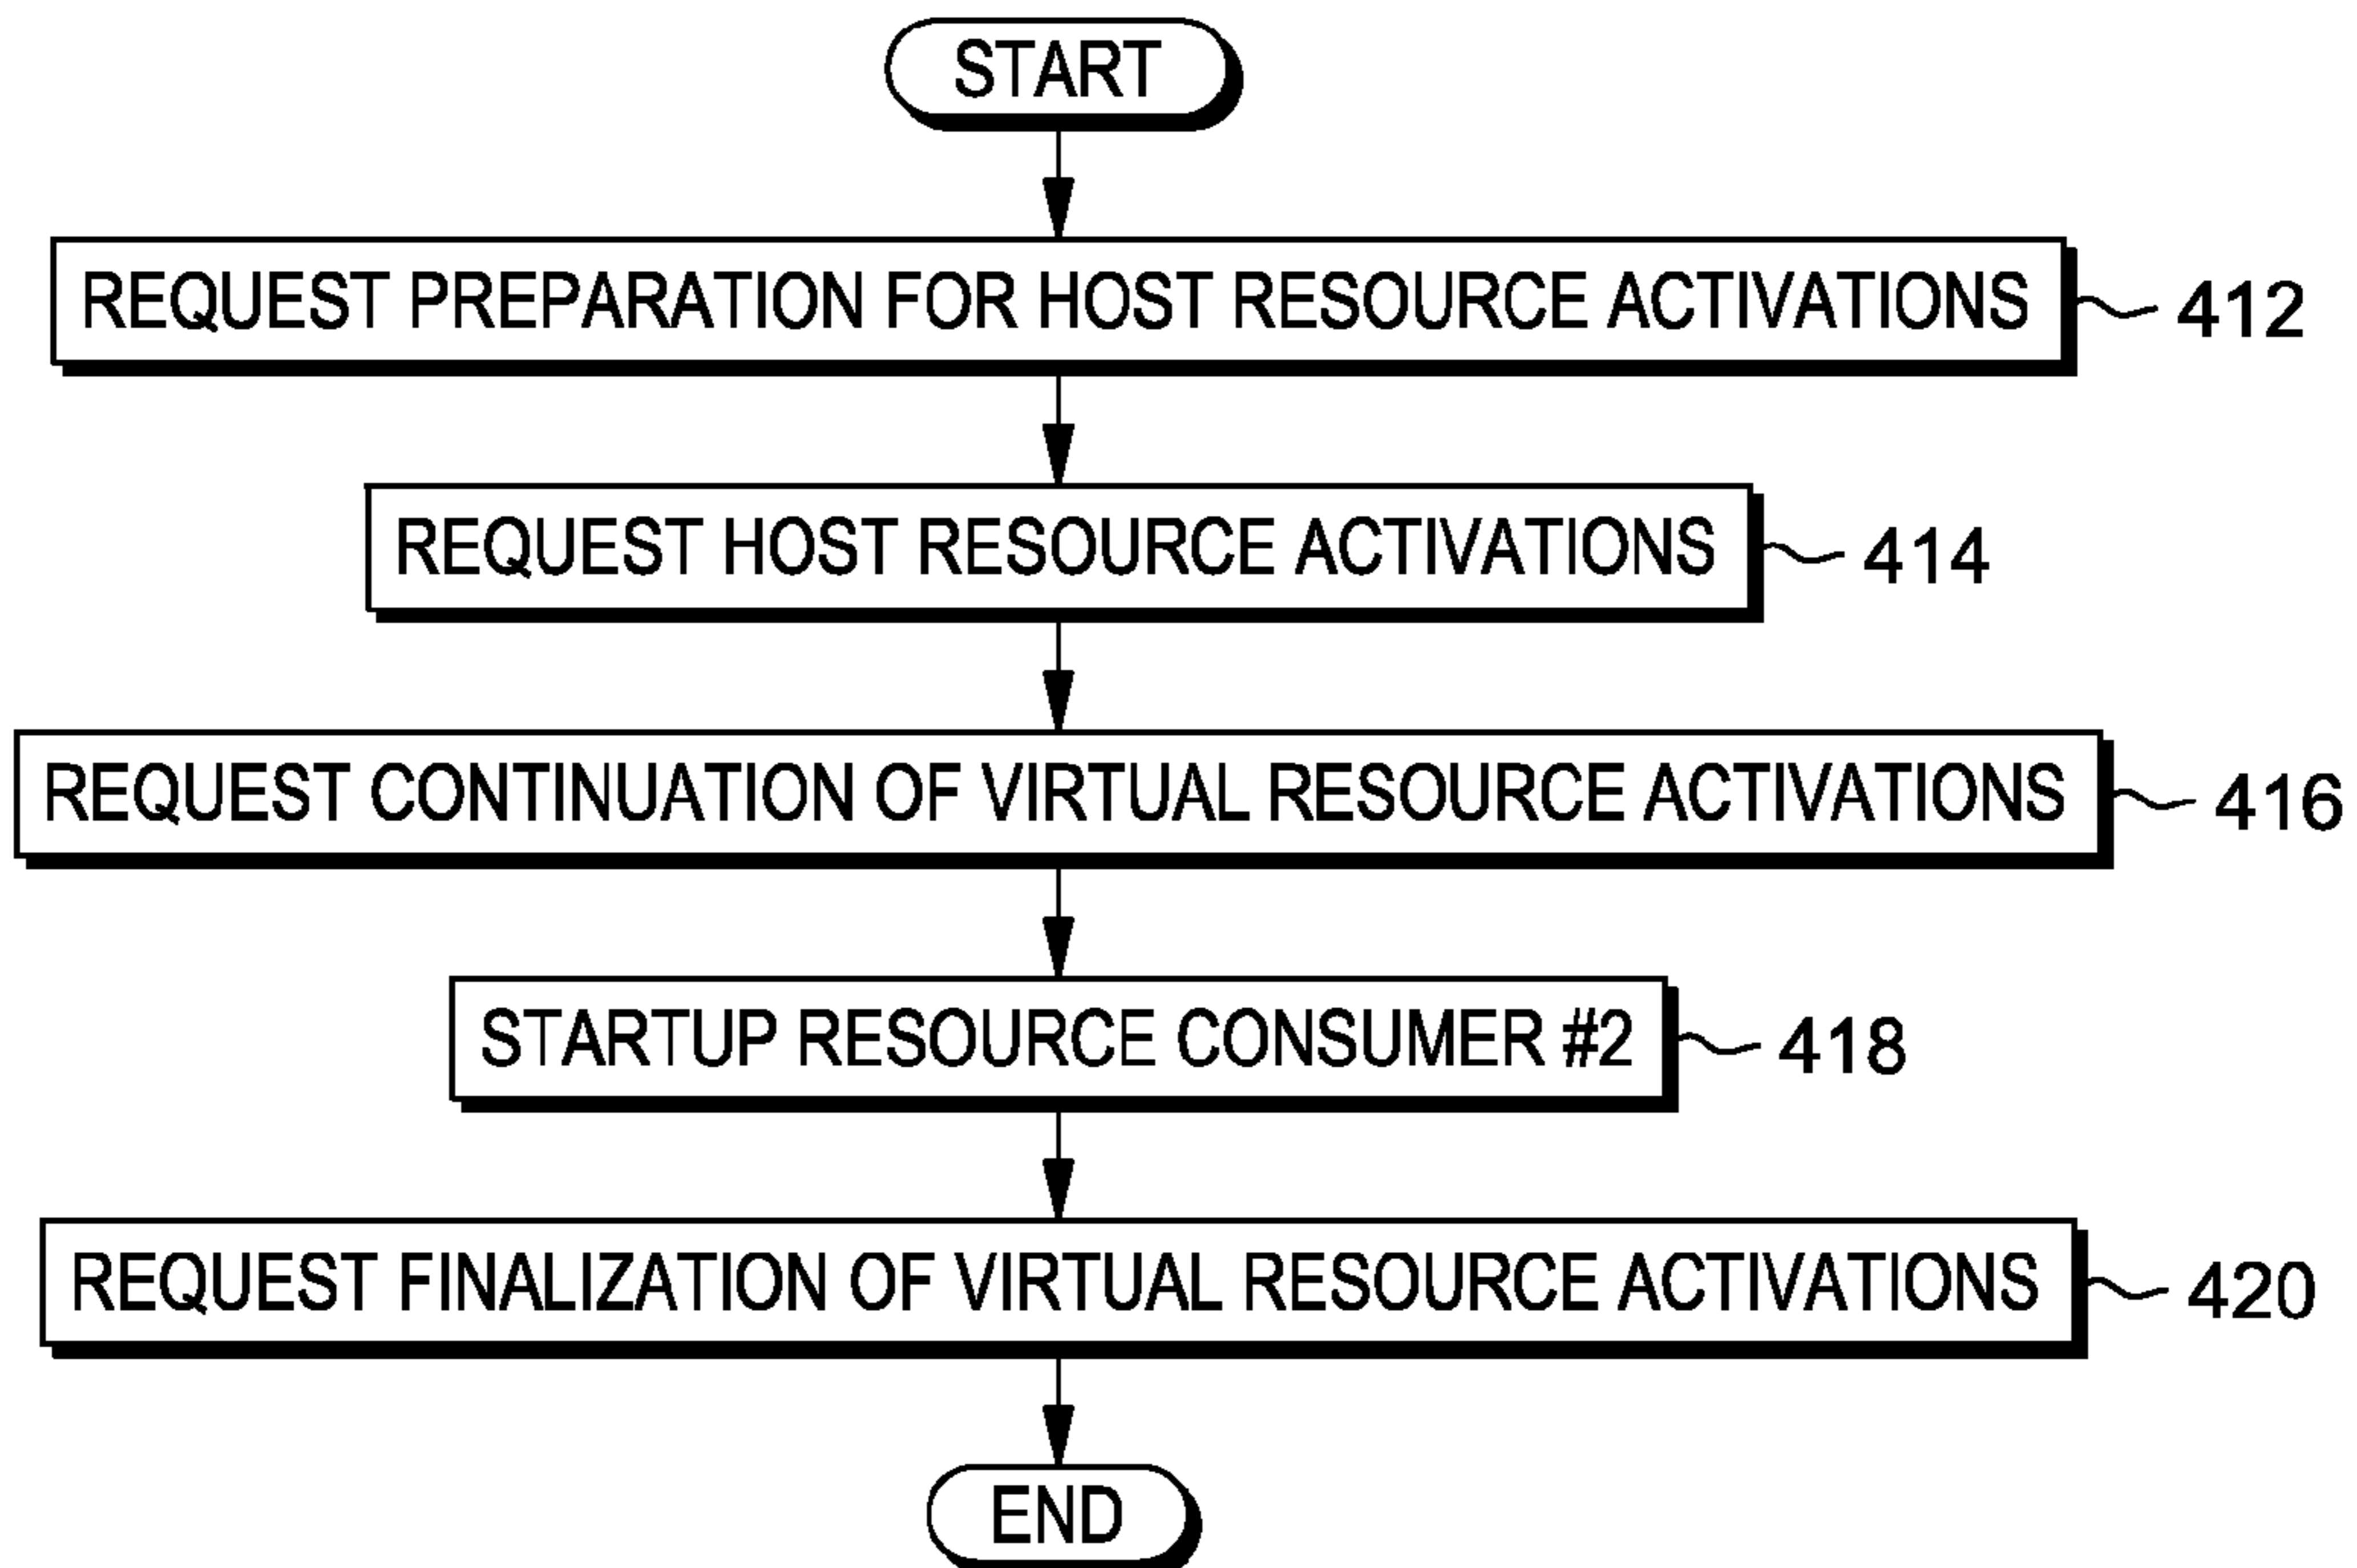 START
REQUEST PREPARATION FOR HOST RESOURCE ACTIVATIONS 412
REQUEST HOST RESOURCE ACTIVATIONS 414
REQUEST CONTINUATION OF VIRTUAL RESOURCE ACTIVATIONS 416
STARTUP RESOURCE CONSUMER #2 418
REQUEST FINALIZATION OF VIRTUAL RESOURCE ACTIVATIONS 420
END